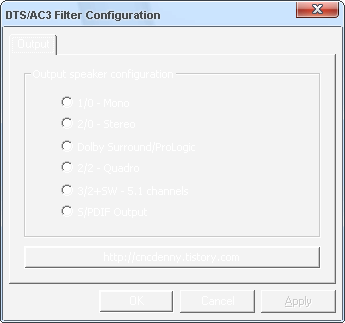 DTS/AC3 Filter Configuration
Output
Output speaker configuration
1/0 - Mono
2/0 - Stereo
Dolby Surround/ProLogic
2/2 - Quadro
3/2+SW - 5.1 channels
S/PDIF Output
http://mcdenny.tistory.com
OK
Cancel
Apply